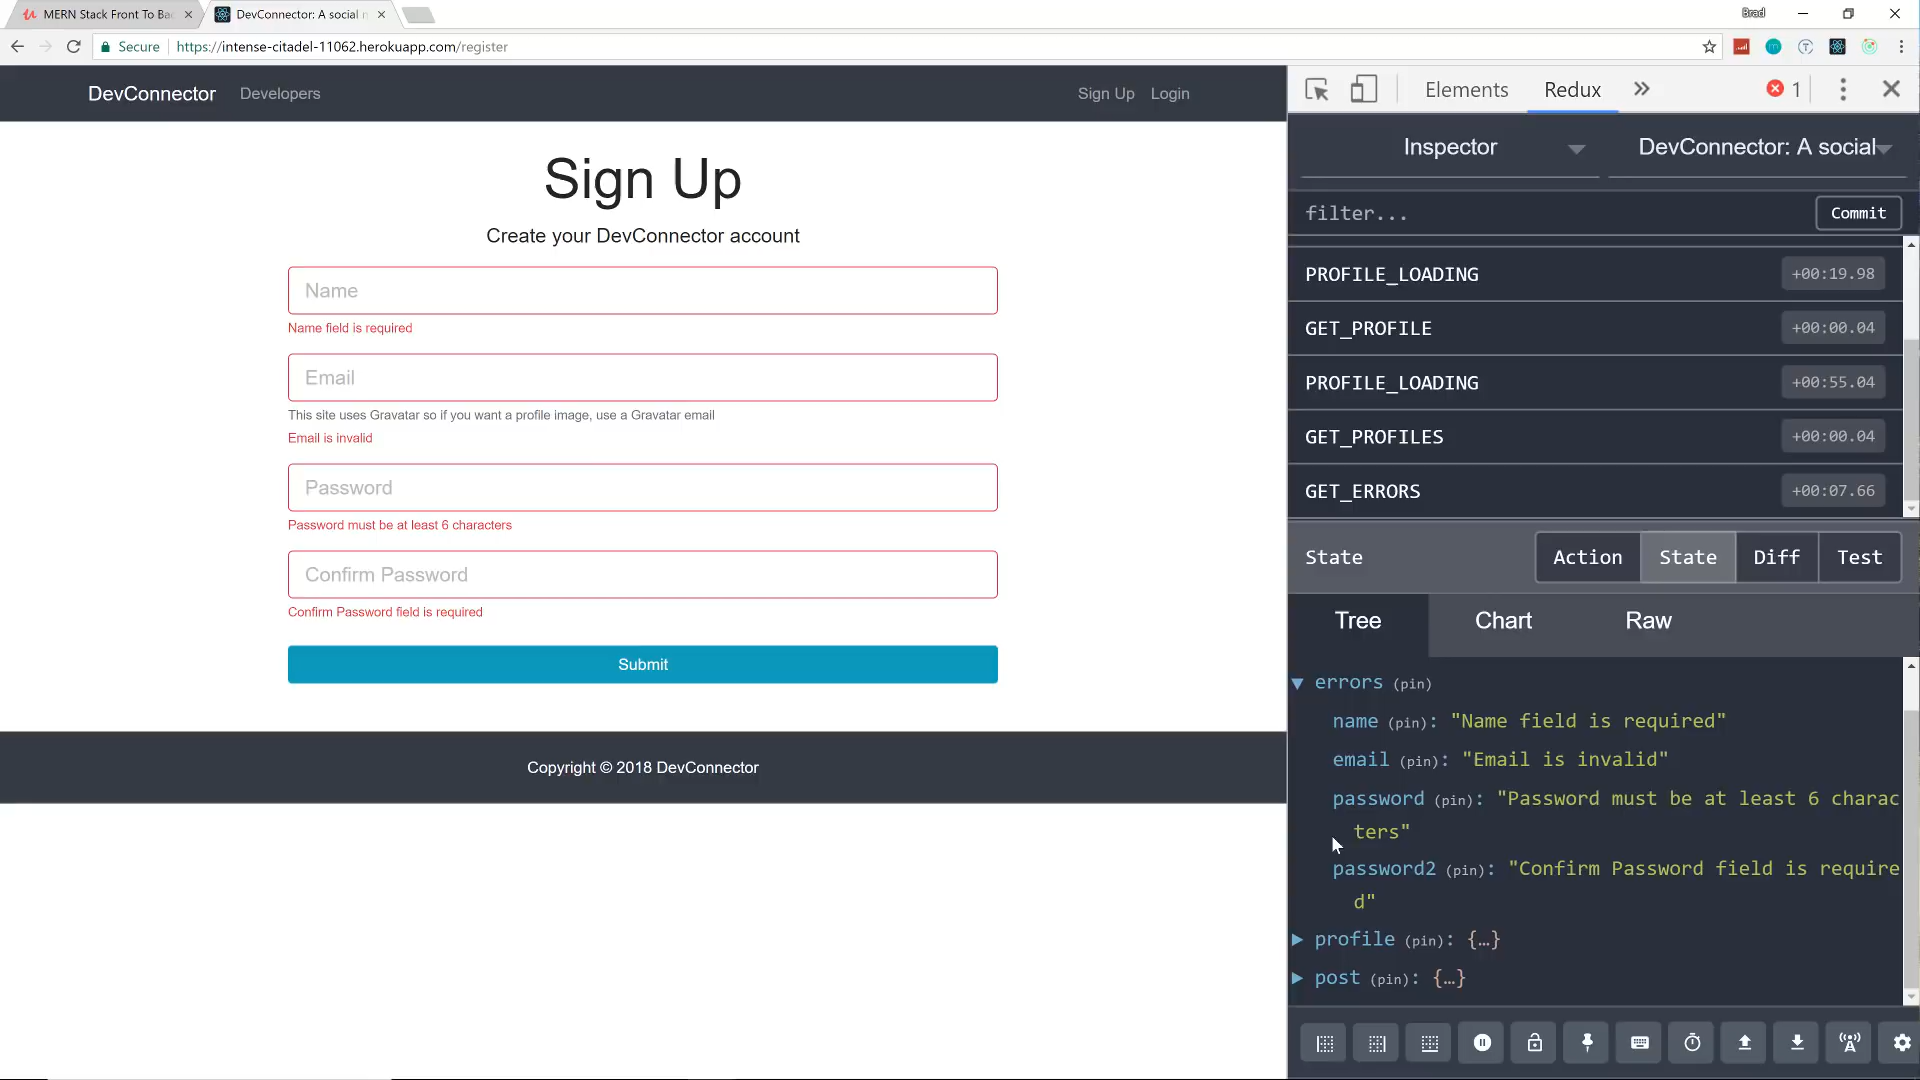 MERN Stack Front To Ba
DevConnector: A social n
Brad
Secure
https://intense-citadel-11062.herokuapp.com/register
DevConnector
Developers
Sign Up
Login
Sign Up
Create your DevConnector account
Name
Name field is required
Email
This site uses Gravatar so if you want a profile image, use a Gravatar email
Email is invalid
Password
Password must be at least 6 characters
Confirm Password
Confirm Password field is required
Submit
Copyright © 2018 DevConnector
Elements
Redux
1
Inspector
DevConnector: A social
filter...
Commit
PROFILE_LOADING +00:19.98
GET_PROFILE +00:00.04
PROFILE_LOADING +00:55.04
GET_PROFILES +00:00.04
GET_ERRORS +00:07.66
State
Action
State
Diff
Test
Tree
Chart
Raw
errors (pin)
name (pin): "Name field is required"
email (pin): "Email is invalid"
password (pin): "Password must be at least 6 charac
ters"
password2 (pin): "Confirm Password field is require
d"
profile (pin): {…}
post (pin): {…}